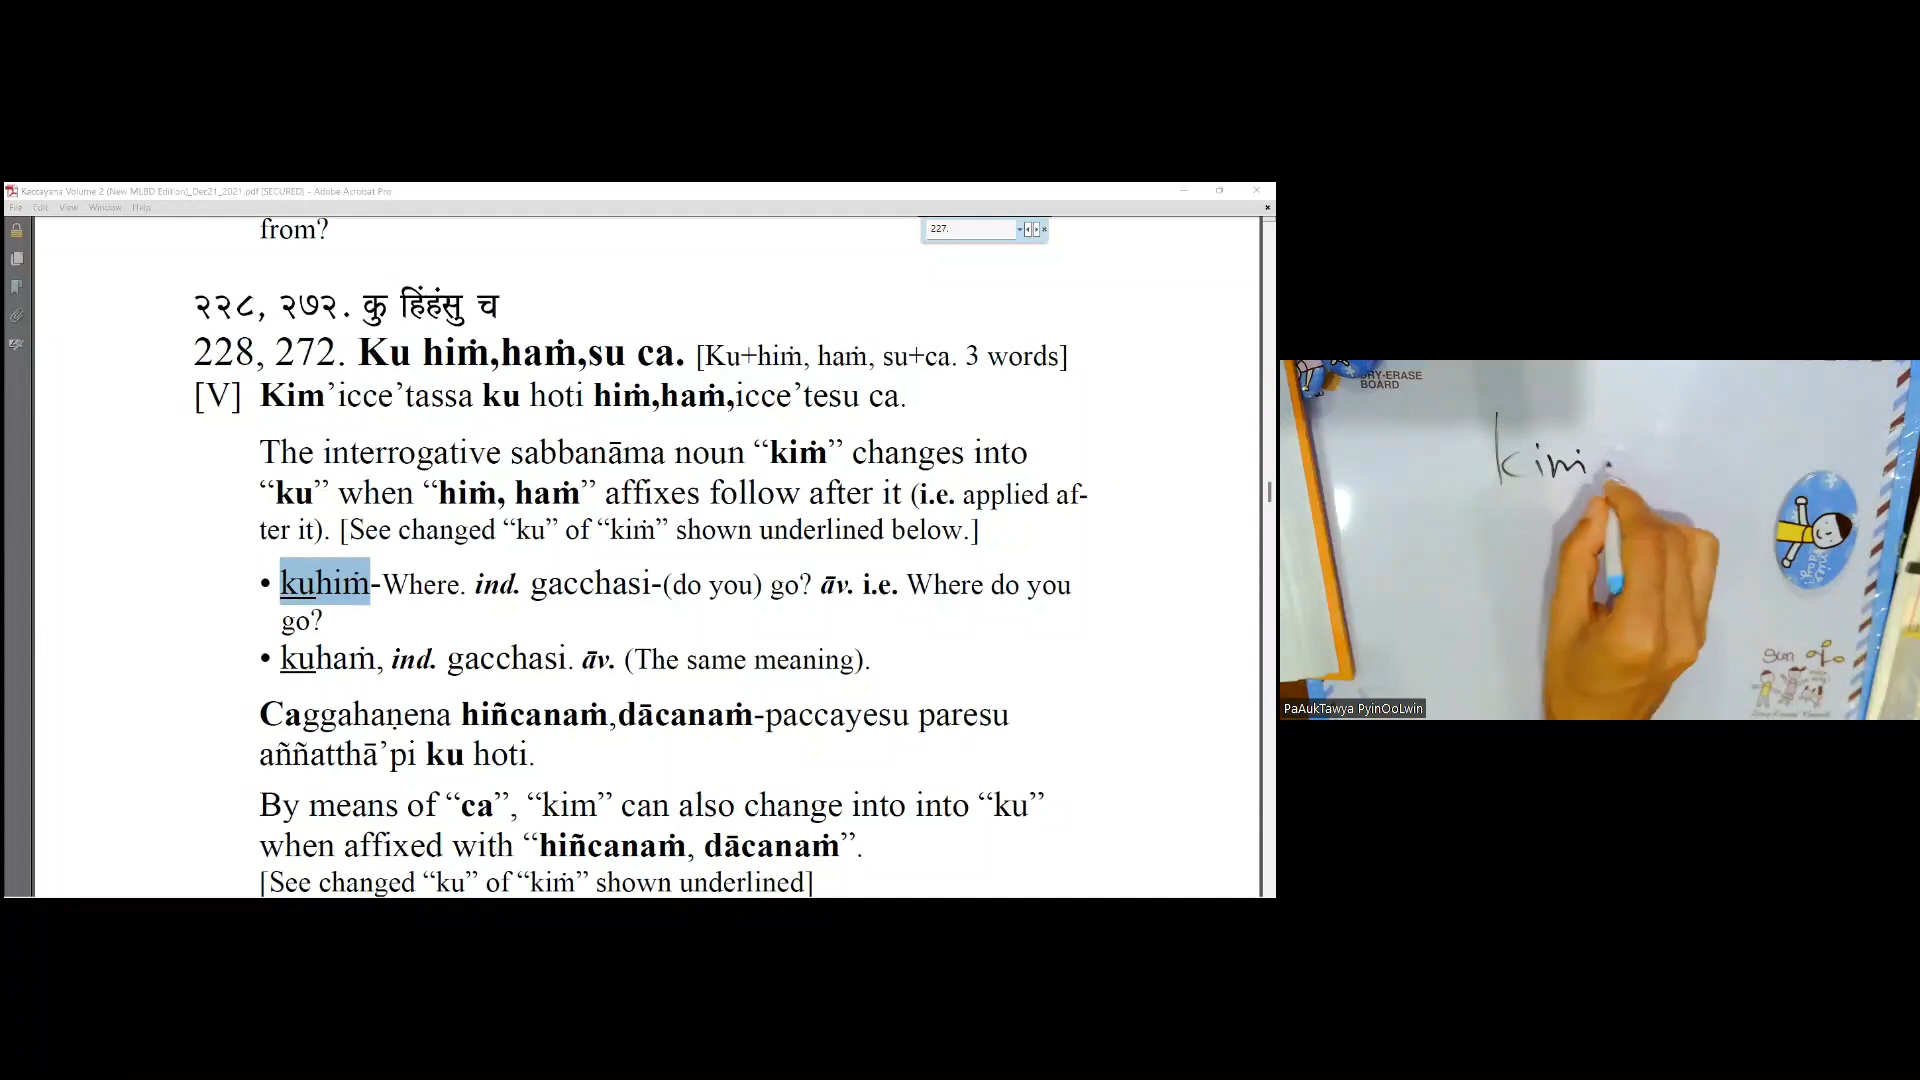 Kaccayana Volume 2 (New MLBD Edition)_Dec21_2021.pdf [SECURED] - Adobe Acrobat Pro
File Edit View Window Help
227.
from?
२२८, २७२. कु हिंहंसु च
228, 272. Ku hiṁ,haṁ,su ca. [Ku+hiṁ, haṁ, su+ca. 3 words]
[V] Kim’icce’tassa ku hoti hiṁ,haṁ,icce’tesu ca.
The interrogative sabbanāma noun “kiṁ” changes into
“ku” when “hiṁ, haṁ” affixes follow after it (i.e. applied af-
ter it). [See changed “ku” of “kiṁ” shown underlined below.]
• kuhiṁ-Where. ind. gacchasi-(do you) go? āv. i.e. Where do you
go?
• kuhaṁ, ind. gacchasi. āv. (The same meaning).
Caggahaṇena hiñcanaṁ,dācanaṁ-paccayesu paresu
aññatthā’pi ku hoti.
By means of “ca”, “kim” can also change into into “ku”
when affixed with “hiñcanaṁ, dācanaṁ”.
[See changed “ku” of “kiṁ” shown underlined]
DRY-ERASE
BOARD
kiṁ
Sun
PaAukTawya PyinOoLwin